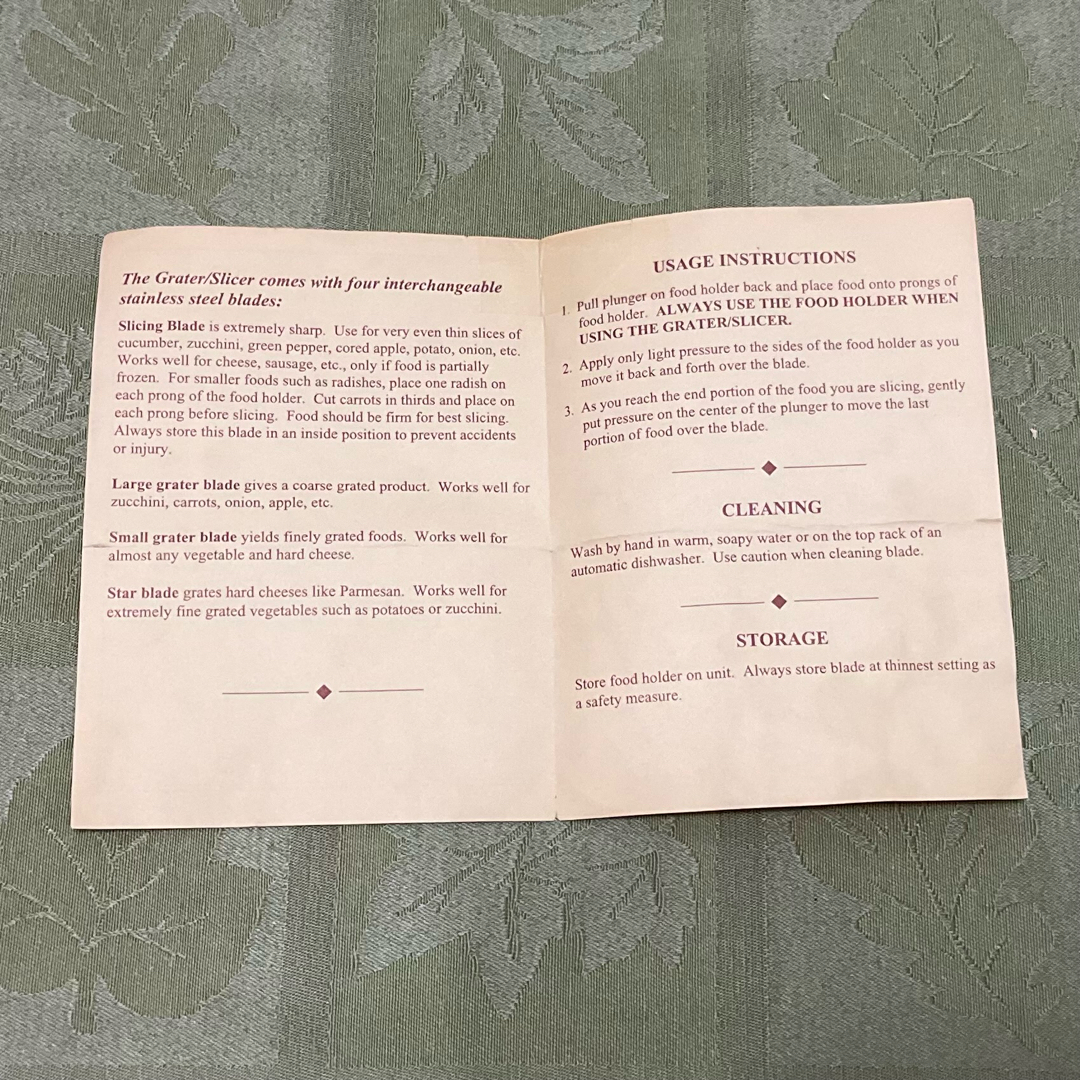 The Grater/Slicer comes with four interchangeable
stainless steel blades:
Slicing Blade is extremely sharp. Use for very even thin slices of
cucumber, zucchini, green pepper, cored apple, potato, onion, etc.
Works well for cheese, sausage, etc., only if food is partially
frozen. For smaller foods such as radishes, place one radish on
each prong of the food holder. Cut carrots in thirds and place on
each prong before slicing. Food should be firm for best slicing.
Always store this blade in an inside position to prevent accidents
or injury.
Large grater blade gives a coarse grated product. Works well for
zucchini, carrots, onion, apple, etc.
Small grater blade yields finely grated foods. Works well for
almost any vegetable and hard cheese.
Star blade grates hard cheeses like Parmesan. Works well for
extremely fine grated vegetables such as potatoes or zucchini.
USAGE INSTRUCTIONS
1. Pull plunger on food holder back and place food onto prongs of
food holder. ALWAYS USE THE FOOD HOLDER WHEN
USING THE GRATER/SLICER.
2. Apply only light pressure to the sides of the food holder as you
move it back and forth over the blade.
3. As you reach the end portion of the food you are slicing, gently
put pressure on the center of the plunger to move the last
portion of food over the blade.
CLEANING
Wash by hand in warm, soapy water or on the top rack of an
automatic dishwasher. Use caution when cleaning blade.
STORAGE
Store food holder on unit. Always store blade at thinnest setting as
a safety measure.